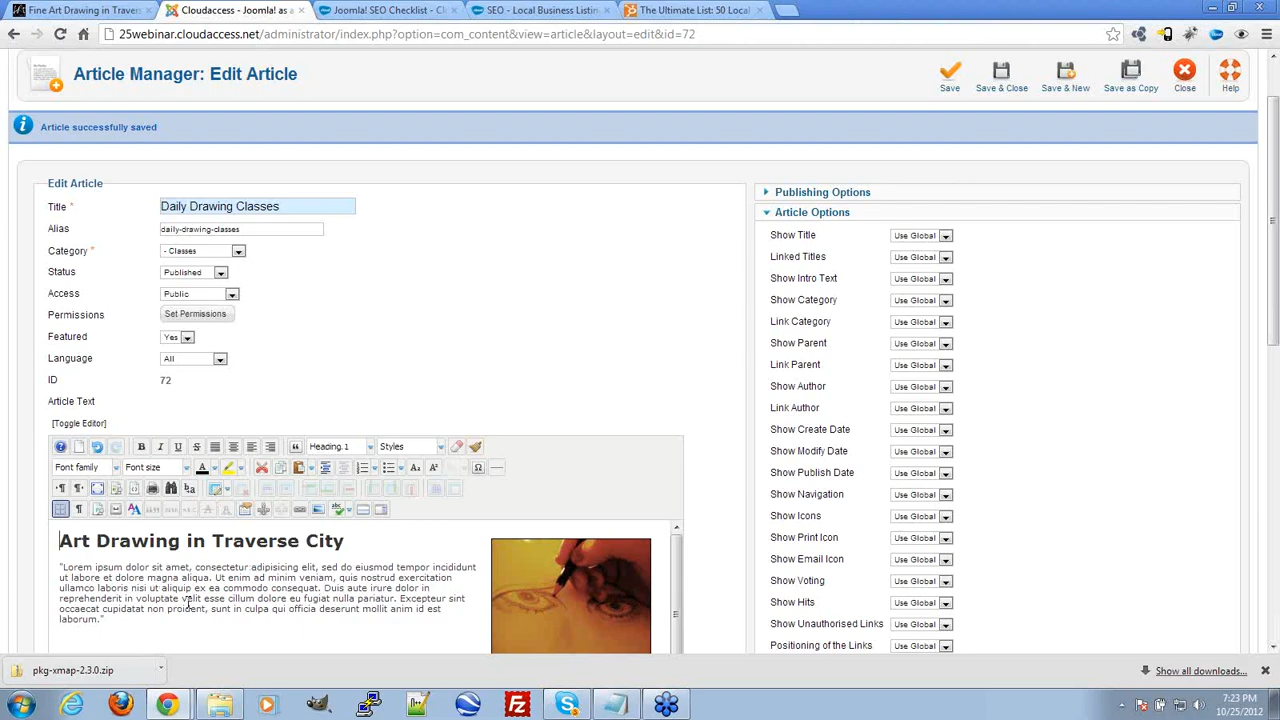 Fine Art Drawing in Travers
Cloudaccess - Joomla! as a
Joomla! SEO Checklist - Cl
SEO - Local Business Listin
The Ultimate List: 50 Local
25webinar.cloudaccess.net/administrator/index.php?option=com_content&view=article&layout=edit&id=72
Article Manager: Edit Article
Save
Save & Close
Save & New
Save as Copy
Close
Help
Article successfully saved
Edit Article
Title *
Daily Drawing Classes
Alias
daily-drawing-classes
Category *
- Classes
Status
Published
Access
Public
Permissions
Set Permissions
Featured
Yes
Language
All
ID
72
Article Text
[Toggle Editor]
Heading 1
Styles
Font family
Font size
Art Drawing in Traverse City
"Lorem ipsum dolor sit amet, consectetur adipisicing elit, sed do eiusmod tempor incididunt
ut labore et dolore magna aliqua. Ut enim ad minim veniam, quis nostrud exercitation
ullamco laboris nisi ut aliquip ex ea commodo consequat. Duis aute irure dolor in
reprehenderit in voluptate velit esse cillum dolore eu fugiat nulla pariatur. Excepteur sint
occaecat cupidatat non proident, sunt in culpa qui officia deserunt mollit anim id est
laborum."
Publishing Options
Article Options
Show Title Use Global
Linked Titles Use Global
Show Intro Text Use Global
Show Category Use Global
Link Category Use Global
Show Parent Use Global
Link Parent Use Global
Show Author Use Global
Link Author Use Global
Show Create Date Use Global
Show Modify Date Use Global
Show Publish Date Use Global
Show Navigation Use Global
Show Icons Use Global
Show Print Icon Use Global
Show Email Icon Use Global
Show Voting Use Global
Show Hits Use Global
Show Unauthorised Links Use Global
Positioning of the Links Use Global
pkg-xmap-2.3.0.zip
Show all downloads...
7:23 PM
10/25/2012